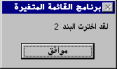 برنامج القائمة المتغيرة
لقد اخترت البند 2
موافق